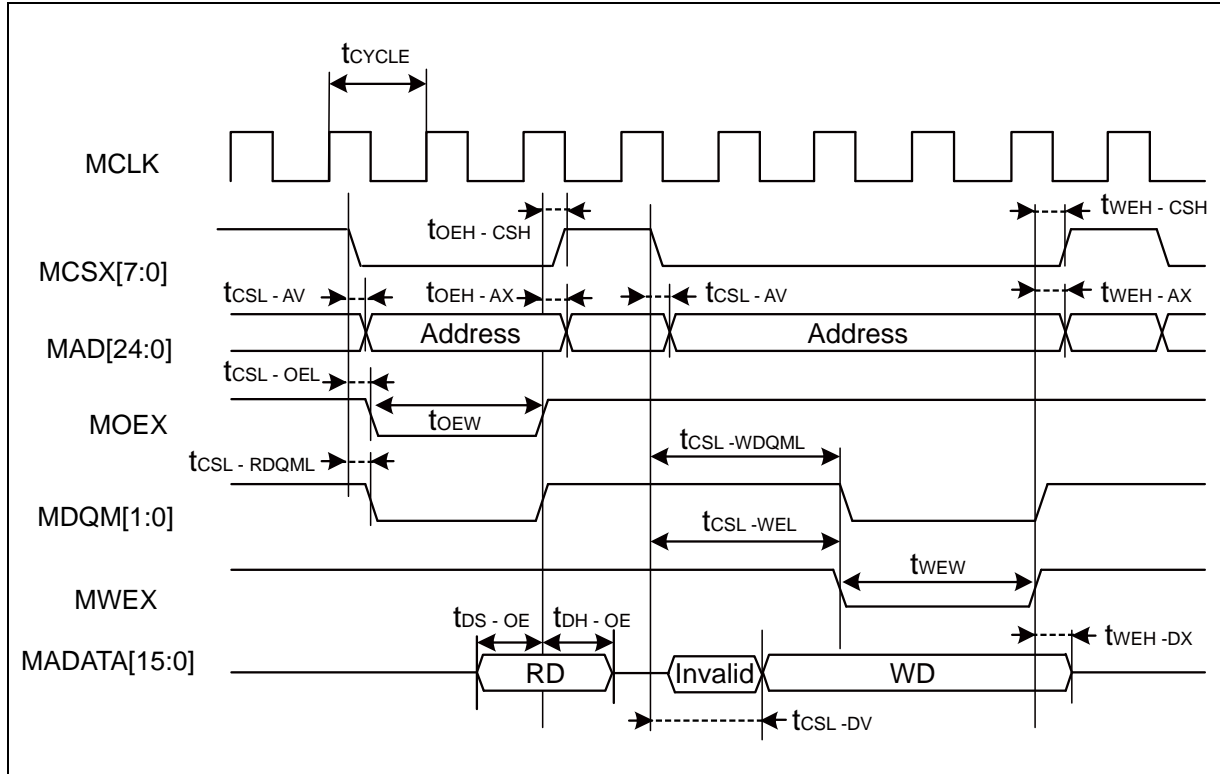 tCYCLE
MCLK
tOEH - CSH
tWEH - CSH
MCSX[7:0]
tCSL - AV
tOEH - AX
tCSL - AV
tWEH - AX
MAD[24:0]
Address
Address
tCSL - OEL
MOEX
tOEW
tCSL - RDQML
tCSL -WDQML
MDQM[1:0]
tCSL -WEL
tWEW
MWEX
tDS - OE
tDH - OE
tWEH -DX
MADATA[15:0]
RD
Invalid
WD
tCSL -DV